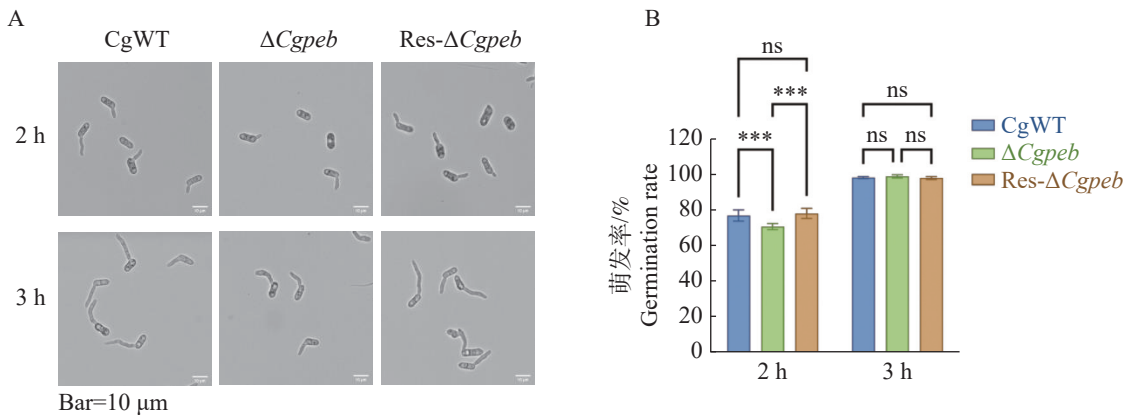 A
CgWT
ΔCgpeb
Res-ΔCgpeb
2 h
3 h
Bar=10 μm
B
萌发率/%
Germination rate
120
100
80
60
40
20
0
ns
***
***
ns
ns
ns
2 h
3 h
CgWT
ΔCgpeb
Res-ΔCgpeb